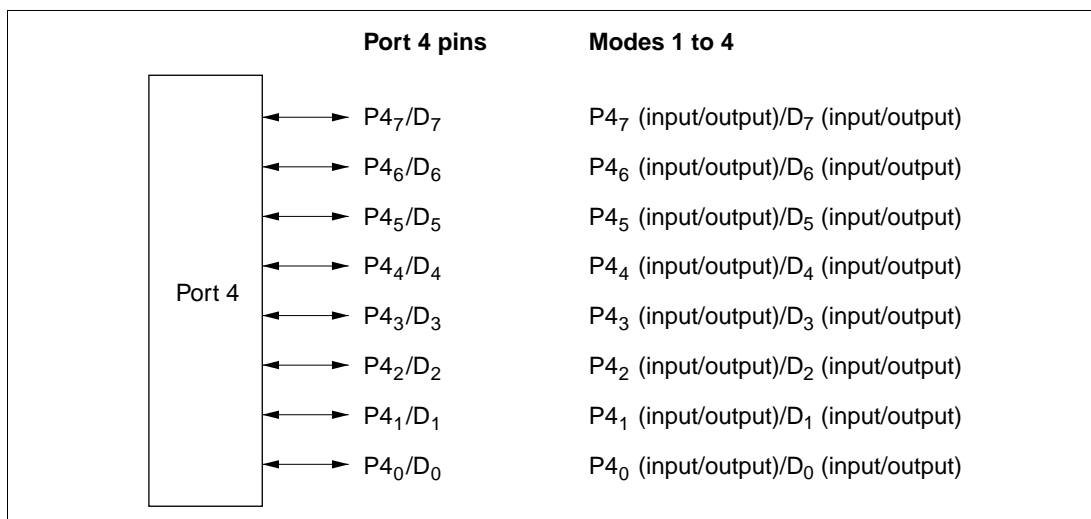 Port 4 pins Modes 1 to 4
P4₇/D₇ P4₇ (input/output)/D₇ (input/output)
P4₆/D₆ P4₆ (input/output)/D₆ (input/output)
P4₅/D₅ P4₅ (input/output)/D₅ (input/output)
P4₄/D₄ P4₄ (input/output)/D₄ (input/output)
Port 4
P4₃/D₃ P4₃ (input/output)/D₃ (input/output)
P4₂/D₂ P4₂ (input/output)/D₂ (input/output)
P4₁/D₁ P4₁ (input/output)/D₁ (input/output)
P4₀/D₀ P4₀ (input/output)/D₀ (input/output)